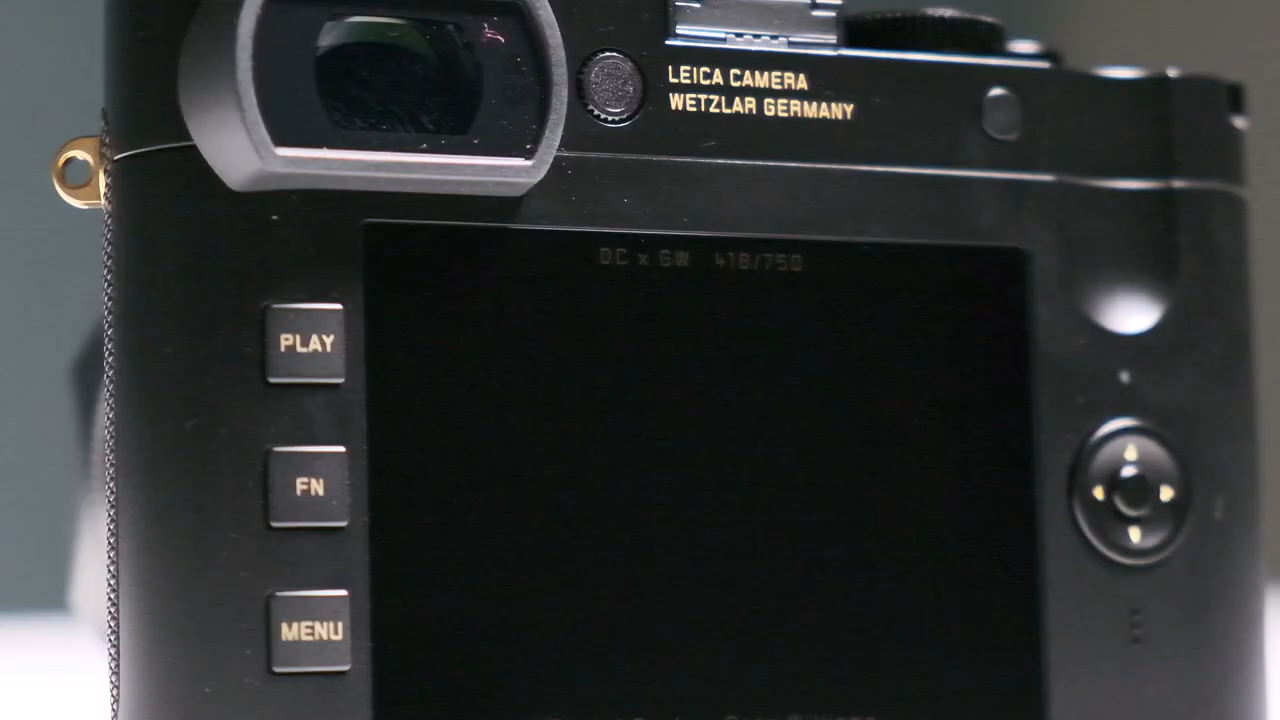 LEICA CAMERA
WETZLAR GERMANY
DC x GW 418/750
PLAY
FN
MENU